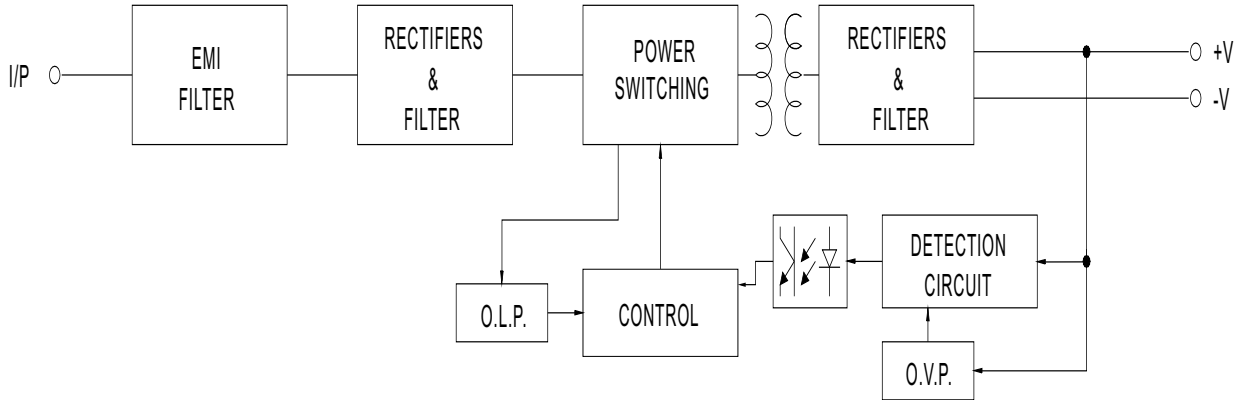 I/P
EMI
FILTER
RECTIFIERS
&
FILTER
POWER
SWITCHING
RECTIFIERS
&
FILTER
+V
-V
O.L.P.
CONTROL
DETECTION
CIRCUIT
O.V.P.